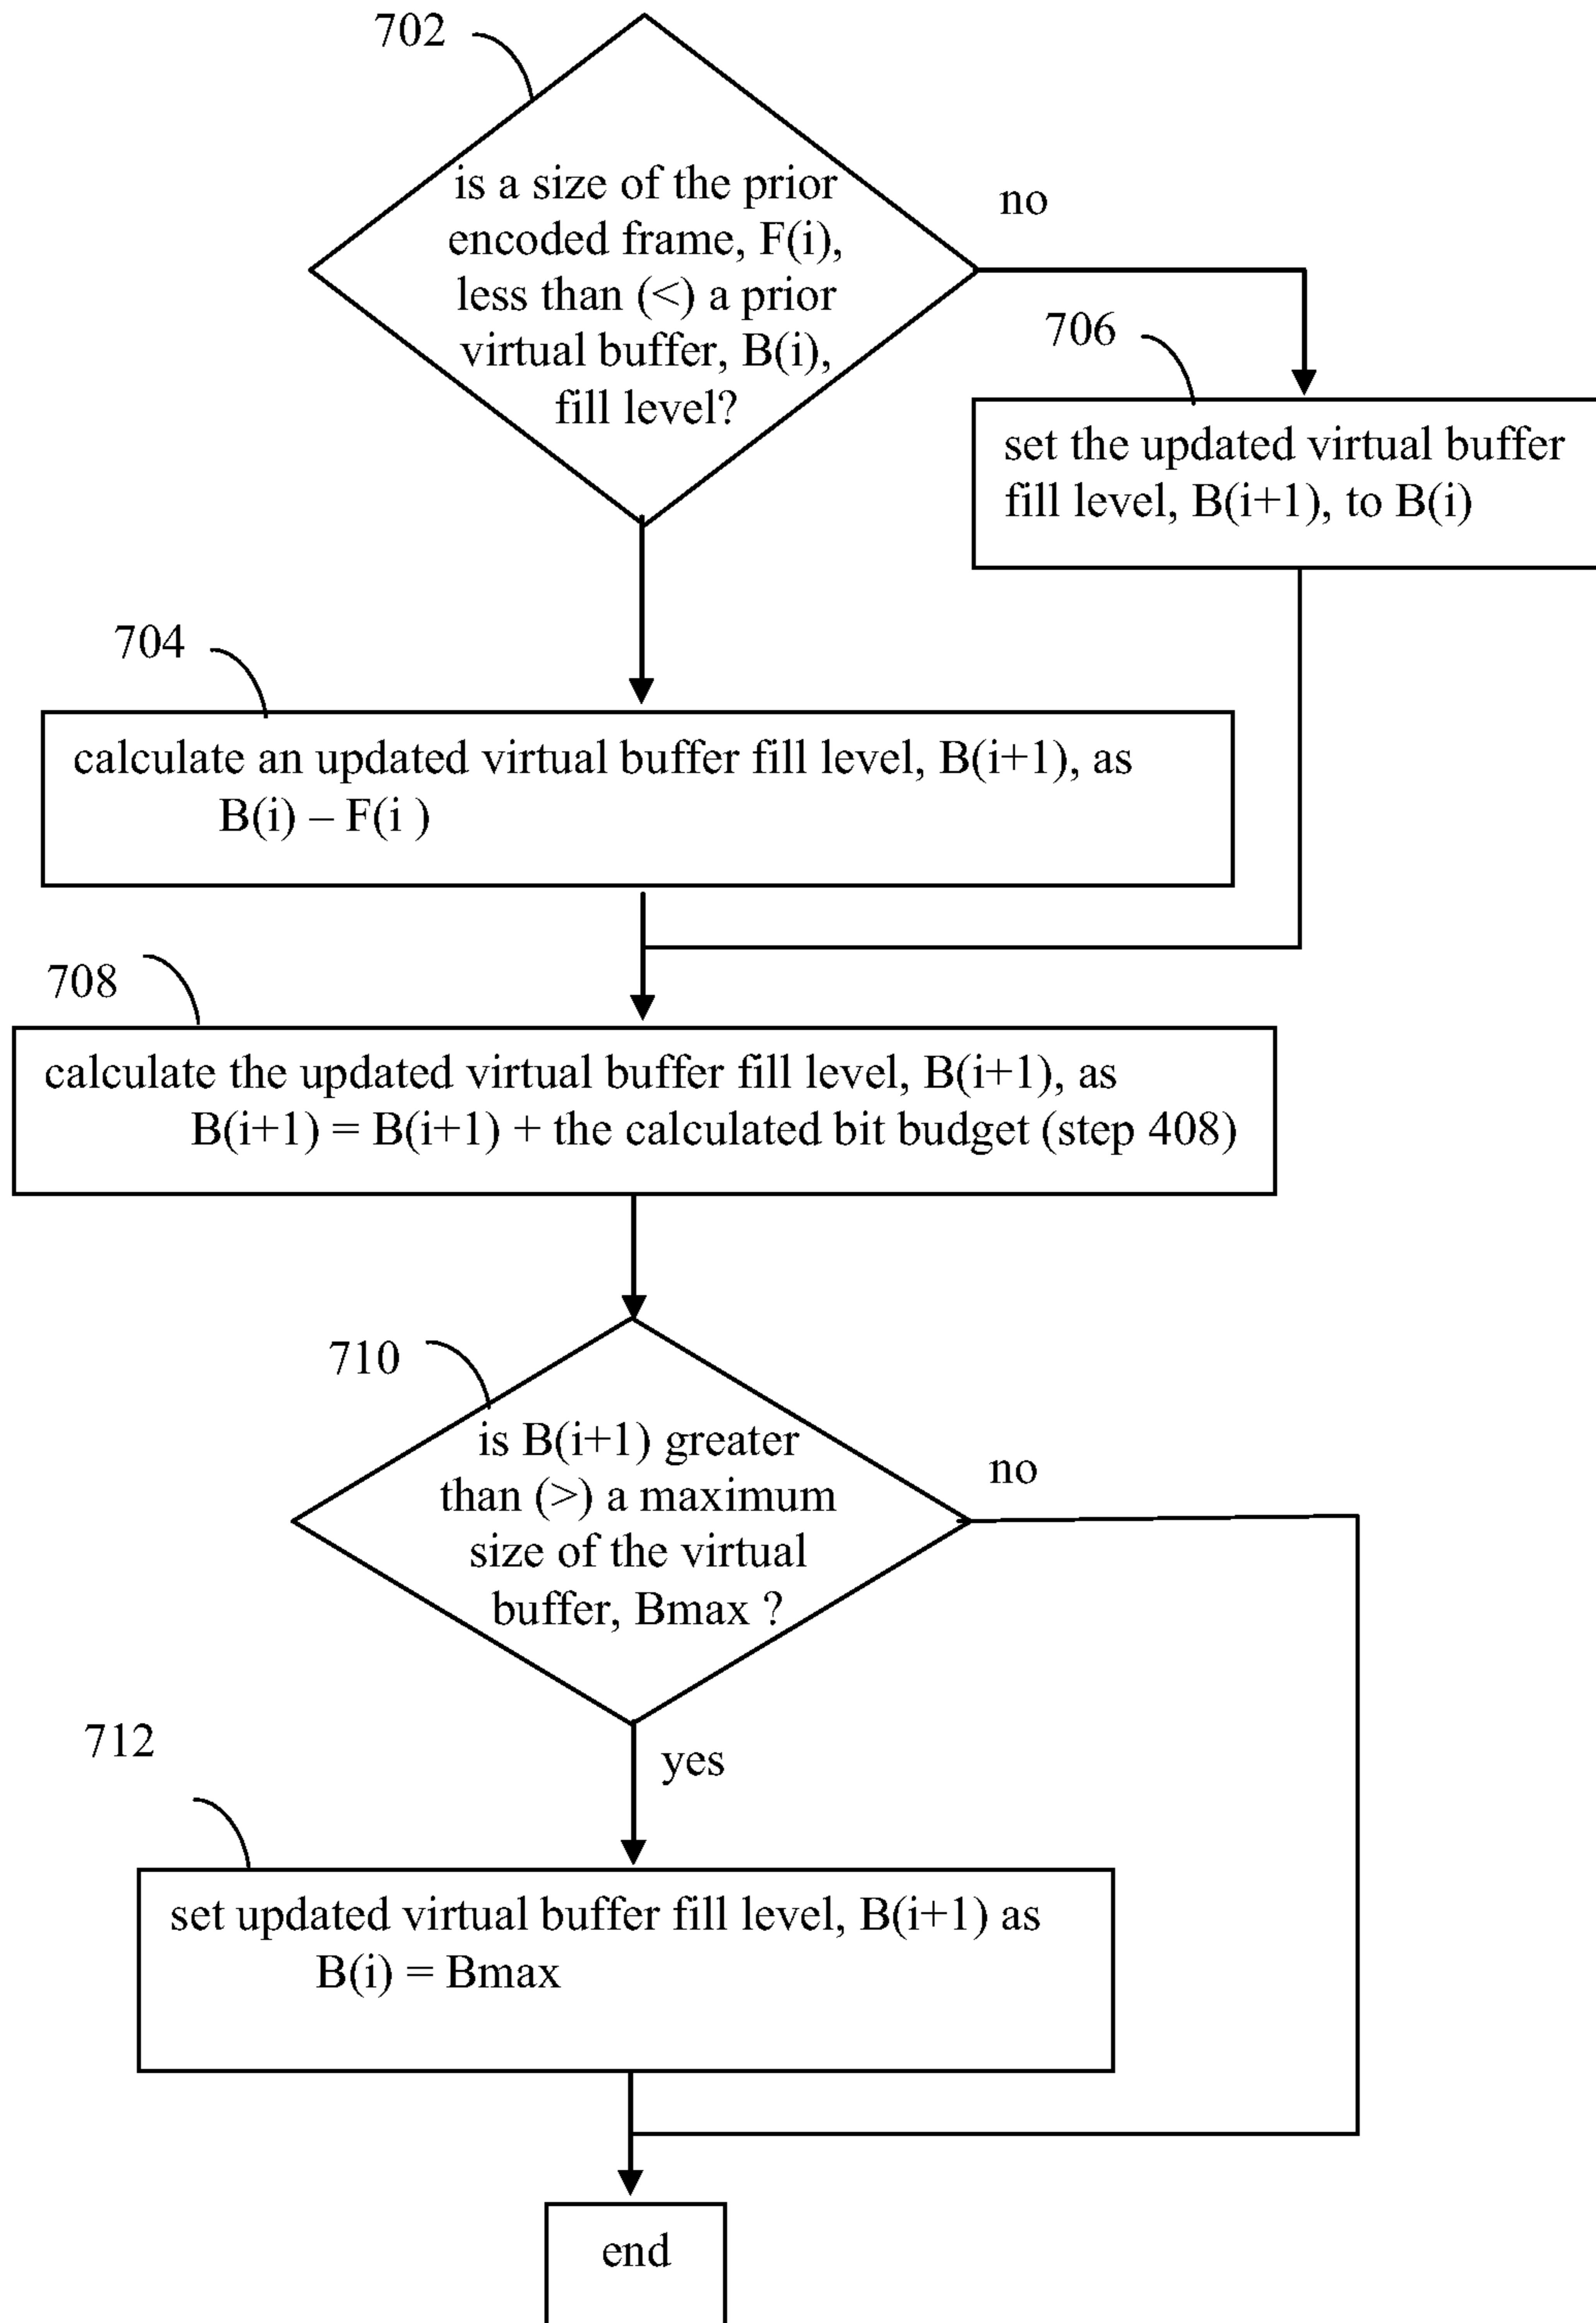 702
is a size of the prior
encoded frame, F(i),
less than (<) a prior
virtual buffer, B(i),
fill level?
no
706
set the updated virtual buffer
fill level, B(i+1), to B(i)
704
calculate an updated virtual buffer fill level, B(i+1), as
B(i) – F(i )
708
calculate the updated virtual buffer fill level, B(i+1), as
B(i+1) = B(i+1) + the calculated bit budget (step 408)
710
is B(i+1) greater
than (>) a maximum
size of the virtual
buffer, Bmax ?
no
yes
712
set updated virtual buffer fill level, B(i+1) as
B(i) = Bmax
end